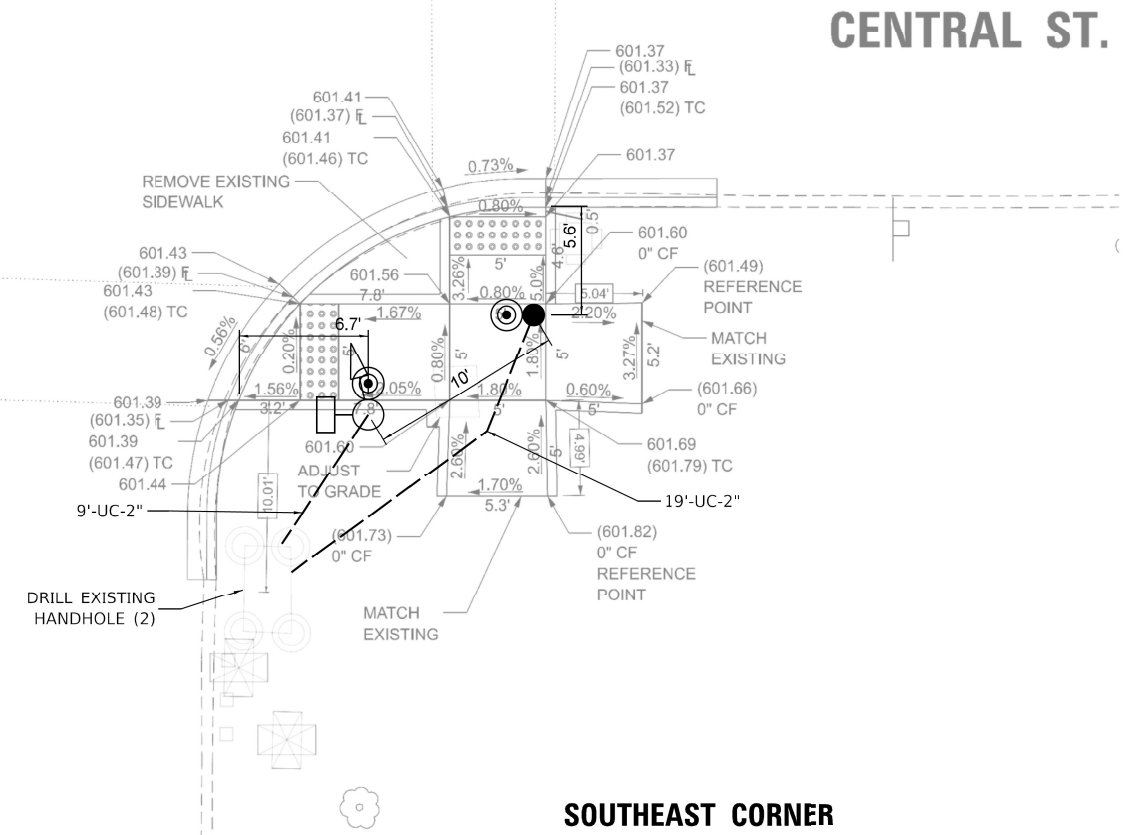 CENTRAL ST.
601.37
(601.33) FL
601.37
(601.52) TC
601.37
601.41
(601.37) FL
601.41
(601.46) TC
0.73%
REMOVE EXISTING
SIDEWALK
0.80%
0.5'
5.6'
4.6'
601.60
0" CF
5'
3.26%
5.0%
601.43
(601.39) FL
601.43
(601.48) TC
601.56
7.8'
0.80%
5.04'
(601.49)
REFERENCE
POINT
1.67%
2.20%
6.7'
0.56%
6'
0.20%
5'
0.80%
5'
10'
5'
3.27%
5.2'
MATCH
EXISTING
1.56%
3.2'
7.8'
1.80%
5'
0.60%
5'
(601.66)
0" CF
601.39
(601.35) FL
601.39
(601.47) TC
601.44
601.60
ADJUST
TO GRADE
2.60%
2.60%
5'
4.99'
601.69
(601.79) TC
10.01'
1.70%
5.3'
9'-UC-2"
19'-UC-2"
(601.73)
0" CF
(601.82)
0" CF
REFERENCE
POINT
DRILL EXISTING
HANDHOLE (2)
MATCH
EXISTING
SOUTHEAST CORNER